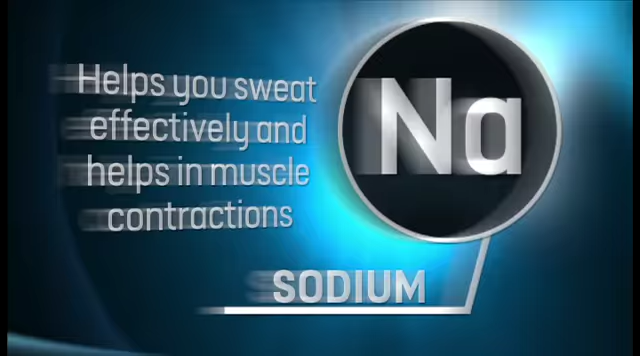 Helps you sweat
effectively and
helps in muscle
contractions
Na
SODIUM